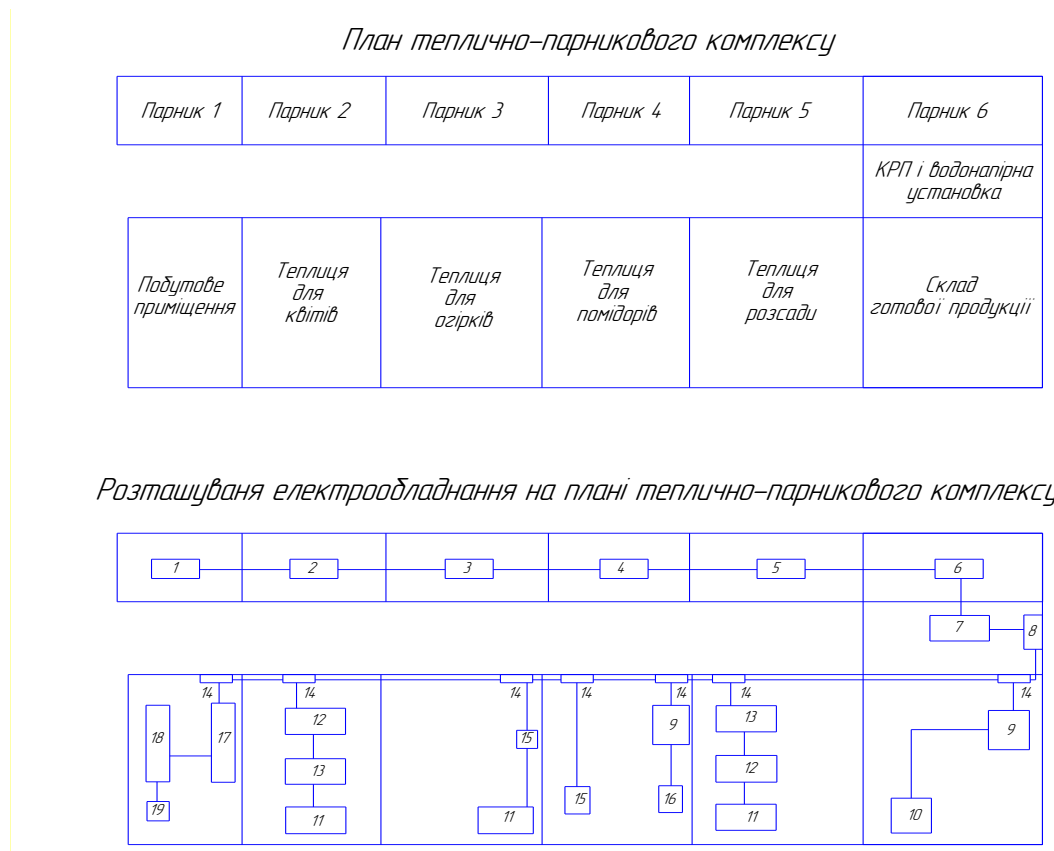 План теплично-парникового комплексу
Парник 1 Парник 2 Парник 3 Парник 4 Парник 5 Парник 6
КРП і водонапірна
установка
Побутове
приміщення
Теплиця
для
квітів
Теплиця
для
огірків
Теплиця
для
помідорів
Теплиця
для
розсади
Склад
готової продукції
Розташуваня електрообладнання на плані теплично-парникового комплексу
1 2 3 4 5 6
7 8
14 14 14 14 14 14 14
18 17 12 15 9 13 9
13 12
19 11 11 15 16 11 10